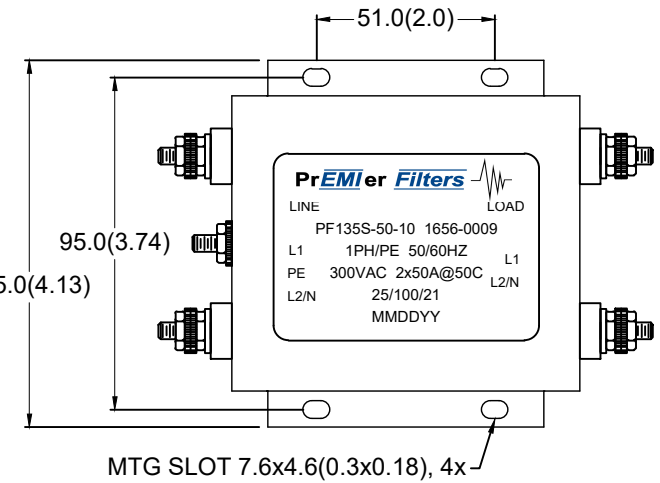 51.0(2.0)
PrEMIer Filters
LINE LOAD
PF135S-50-10 1656-0009
95.0(3.74)
L1 1PH/PE 50/60HZ L1
PE 300VAC 2x50A@50C L2/N
5.0(4.13)
L2/N 25/100/21
MMDDYY
MTG SLOT 7.6x4.6(0.3x0.18), 4x